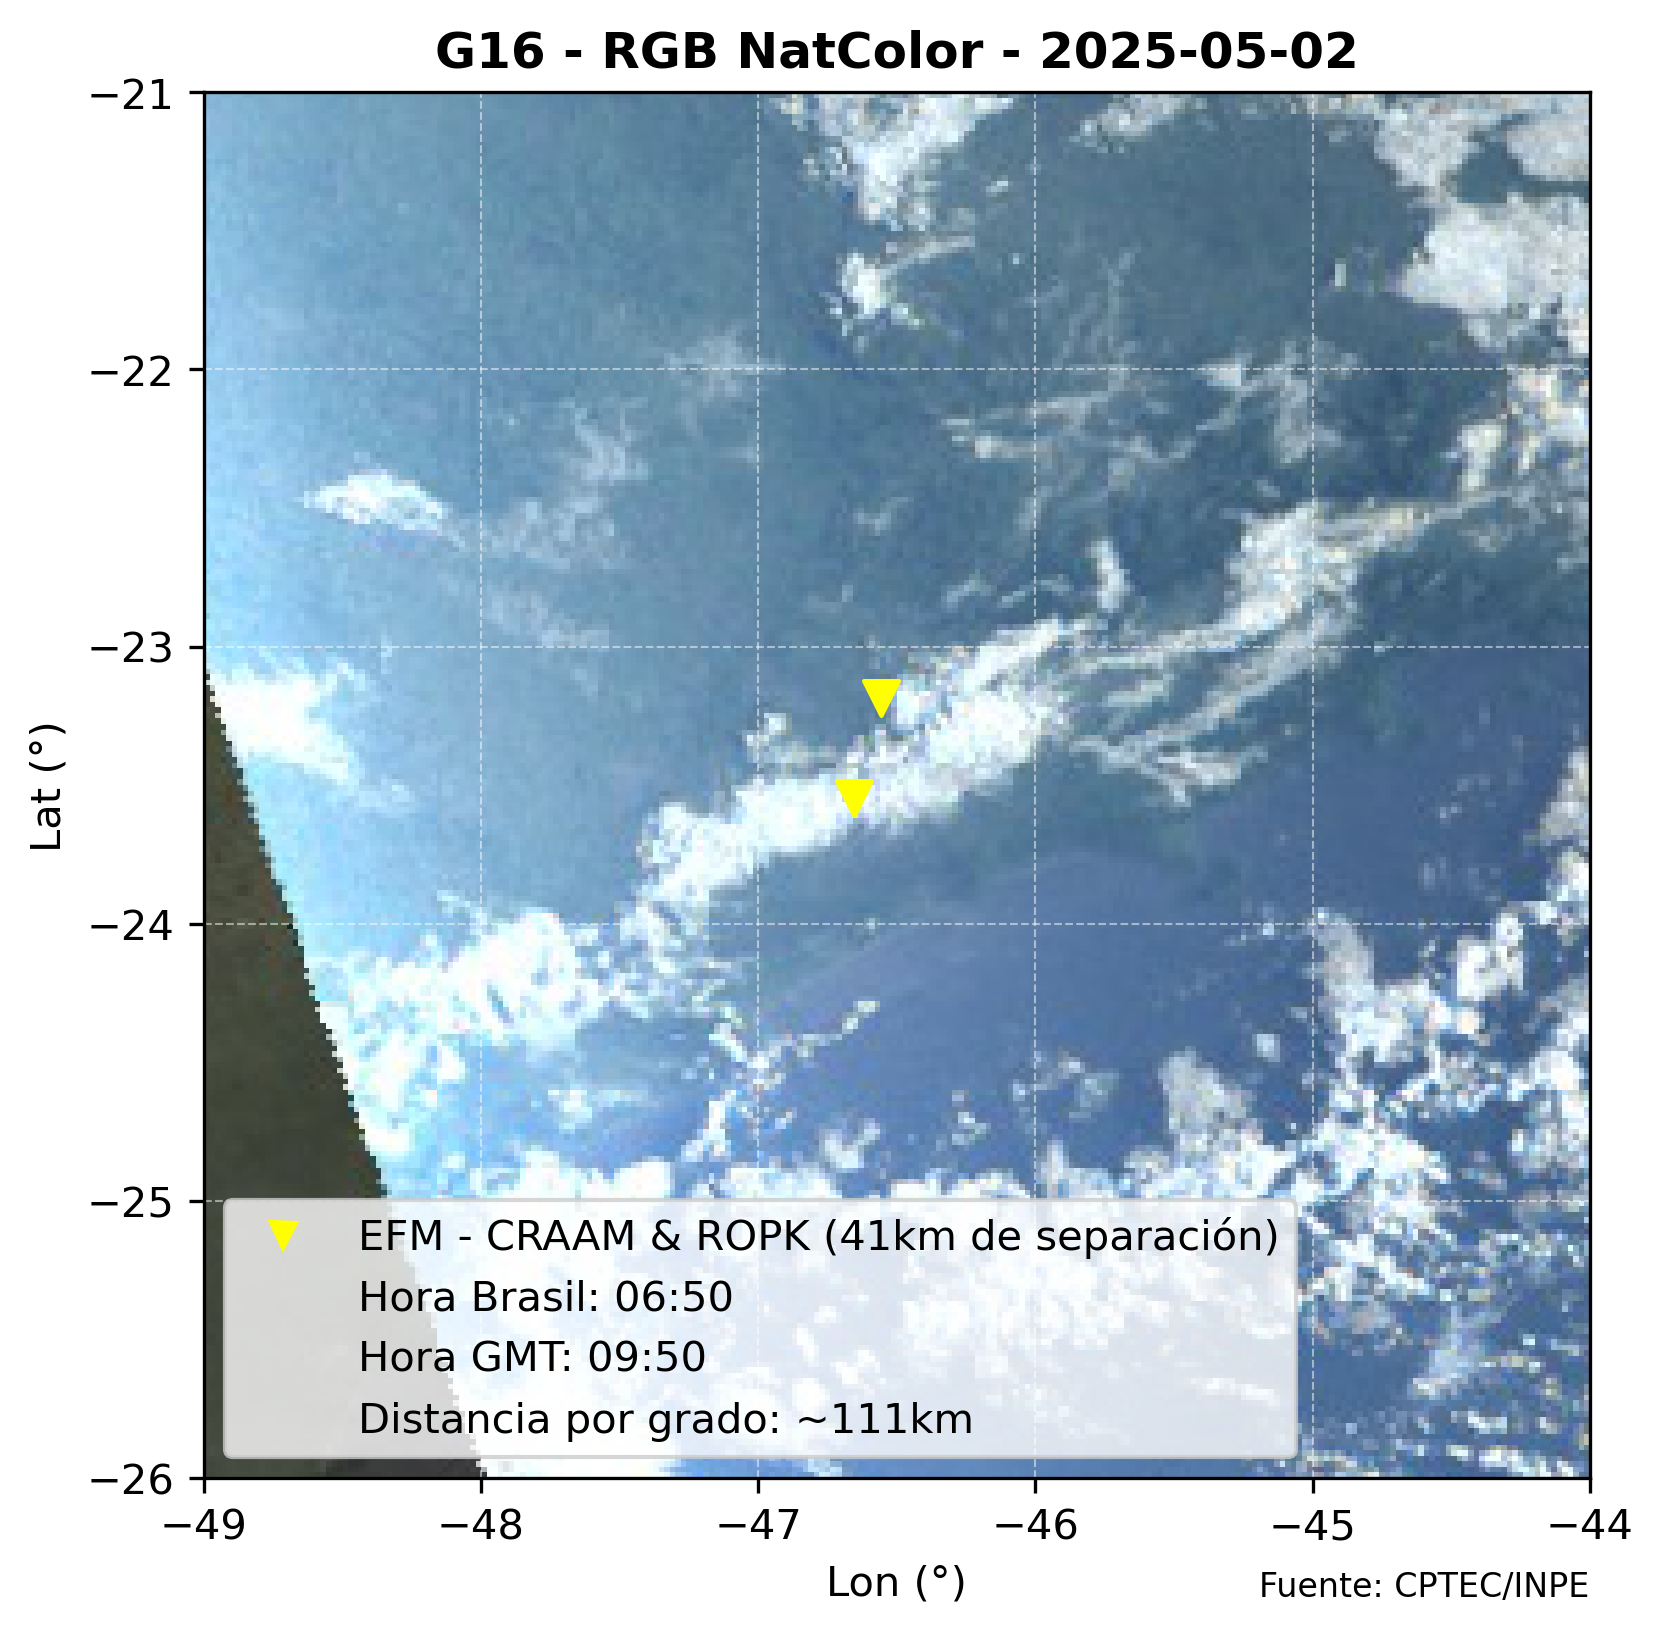 G16 - RGB NatColor - 2025-05-02
−21
−22
−23
−24
−25
−26
Lat (°)
EFM - CRAAM & ROPK (41km de separación)
Hora Brasil: 06:50
Hora GMT: 09:50
Distancia por grado: ~111km
−49
−48
−47
−46
−45
−44
Lon (°)
Fuente: CPTEC/INPE